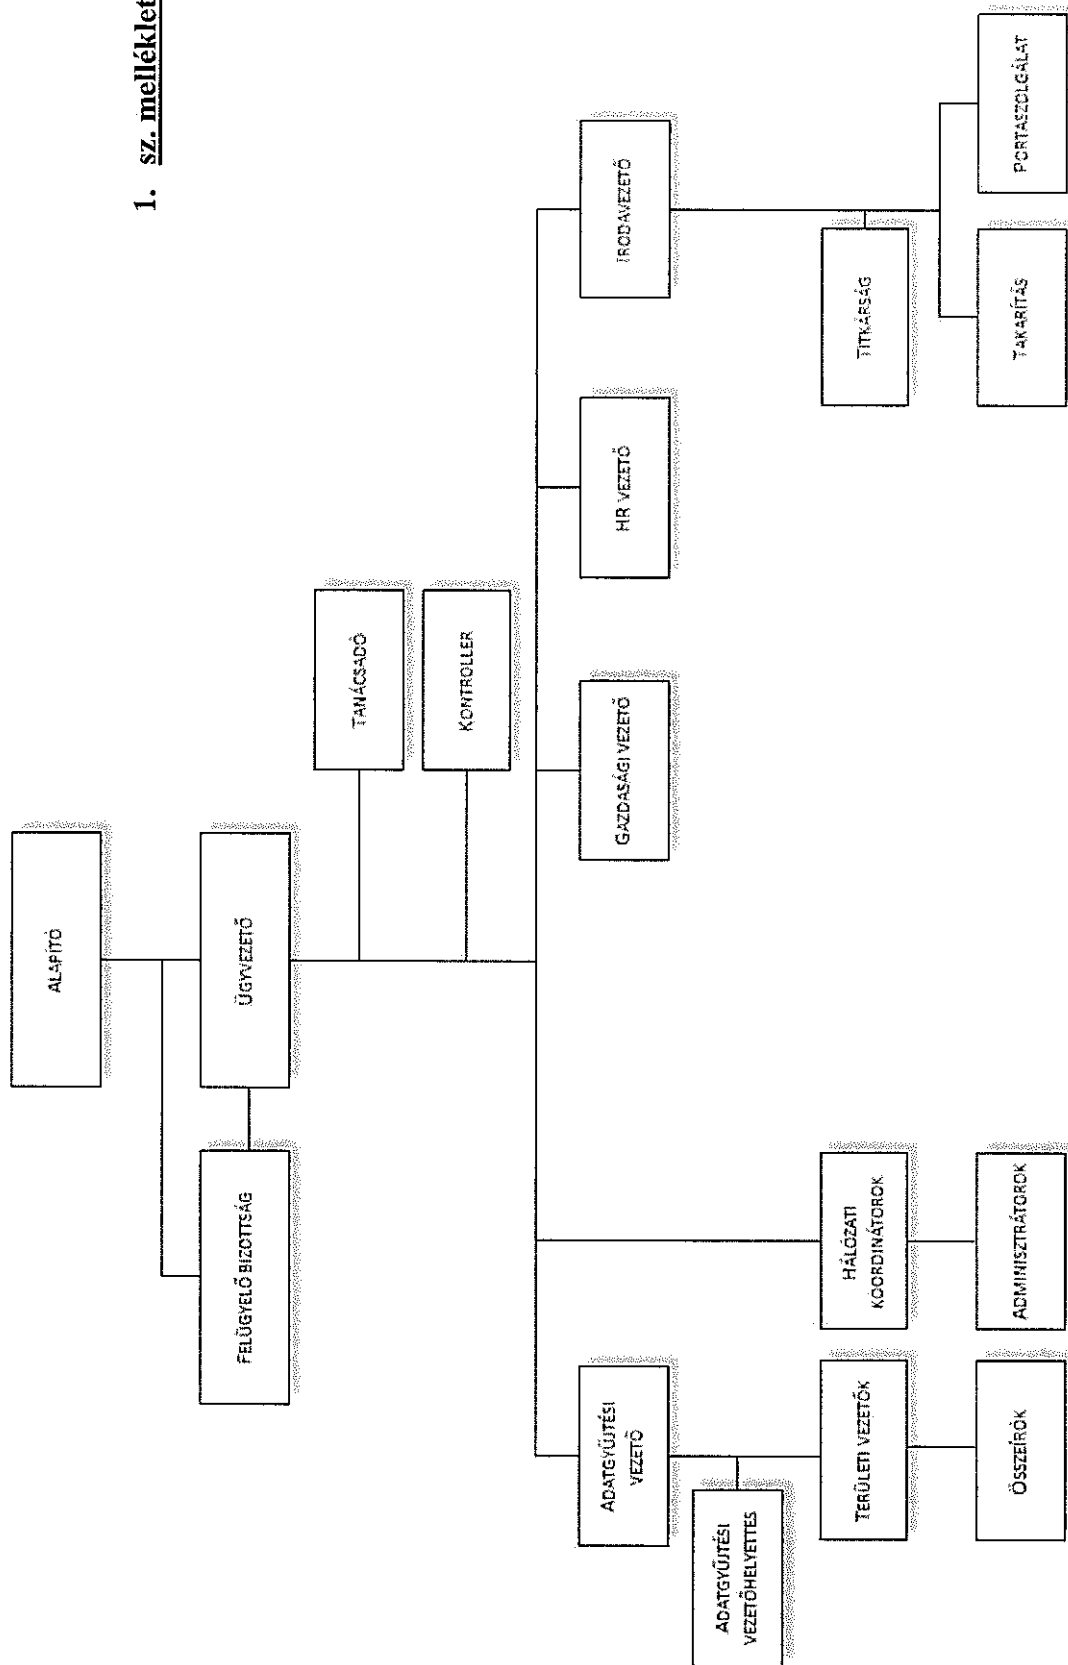 1. sz. melléklet
ALAPÍTÓ
FELÜGYELŐ BIZOTTSÁG
ÜGYVEZETŐ
TANÁCSADÓ
KONTROLLER
ADATGYŰJTÉSI
VEZETŐ
GAZDASÁGI VEZETŐ
HR VEZETŐ
IRODAVEZETŐ
ADATGYŰJTÉSI
VEZETŐHELYETTES
TERÜLETI VEZETŐK
HÁLÓZATI
KOORDINÁTOROK
TITKÁRSÁG
ÖSSZEÍRÓK
ADMINISZTRÁTOROK
TAKARÍTÁS
PORTASZOLGÁLAT